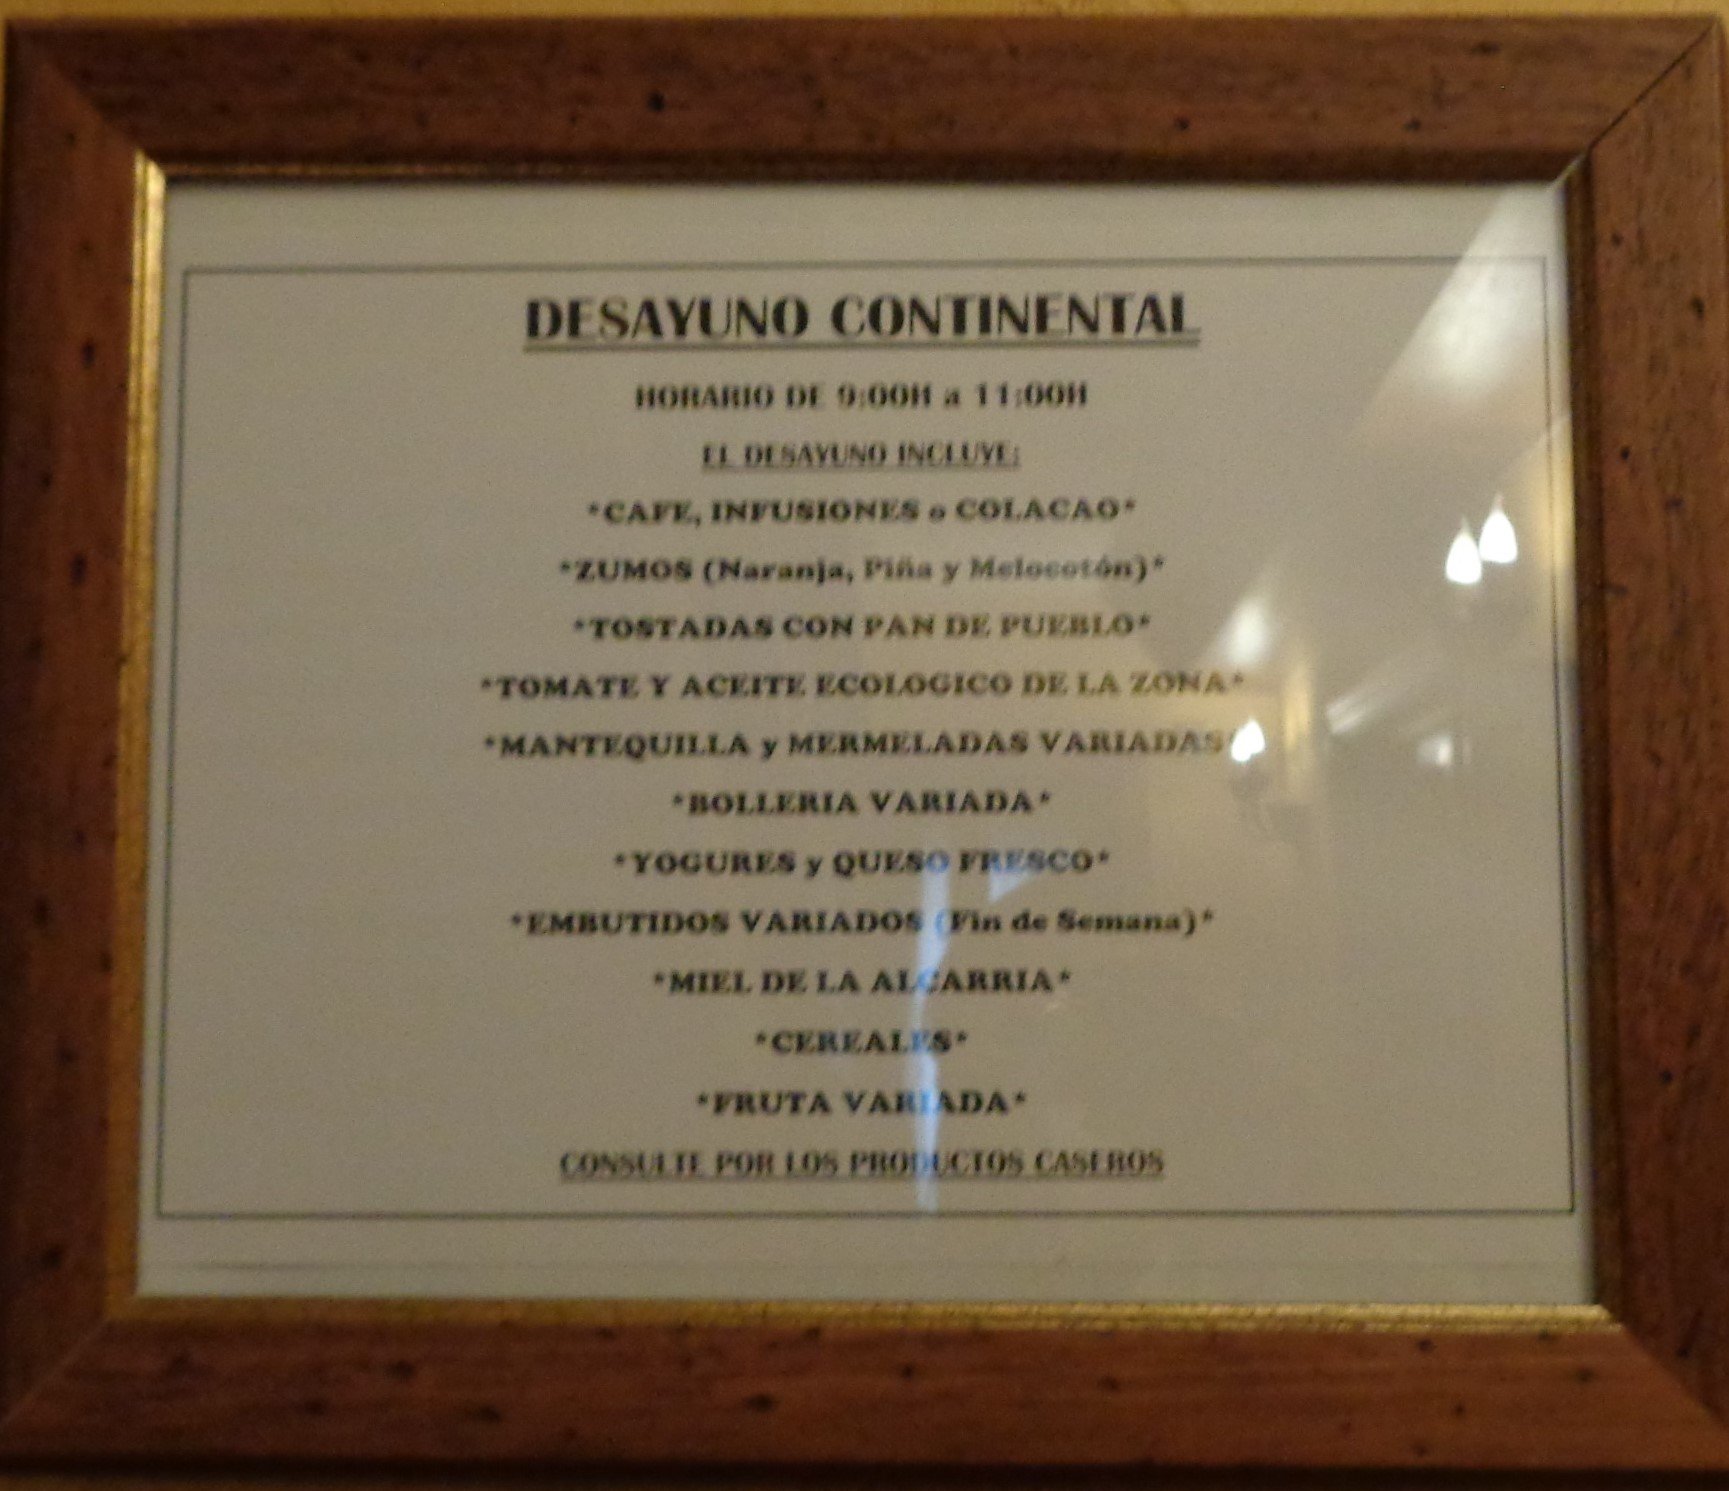 DESAYUNO CONTINENTAL
HORARIO DE 9:00H a 11:00H
EL DESAYUNO INCLUYE:
*CAFE, INFUSIONES o COLACAO*
*ZUMOS (Naranja, Piña y Melocotón)*
*TOSTADAS CON PAN DE PUEBLO*
*TOMATE Y ACEITE ECOLOGICO DE LA ZONA*
*MANTEQUILLA y MERMELADAS VARIADAS*
*BOLLERIA VARIADA*
*YOGURES y QUESO FRESCO*
*EMBUTIDOS VARIADOS (Fin de Semana)*
*MIEL DE LA ALCARRIA*
*CEREALES*
*FRUTA VARIADA*
CONSULTE POR LOS PRODUCTOS CASEROS